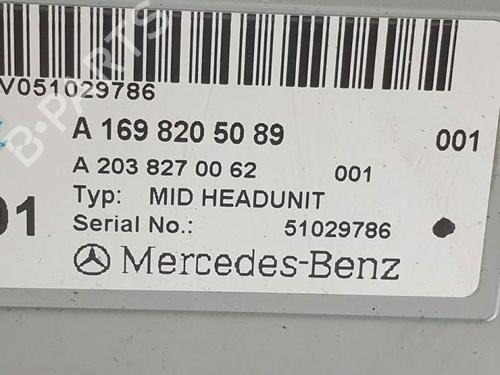 V051029786
A 169 820 50 89 001
A 203 827 00 62 001
Typ: MID HEADUNIT
01
Serial No.: 51029786
Mercedes-Benz
B-PARTS